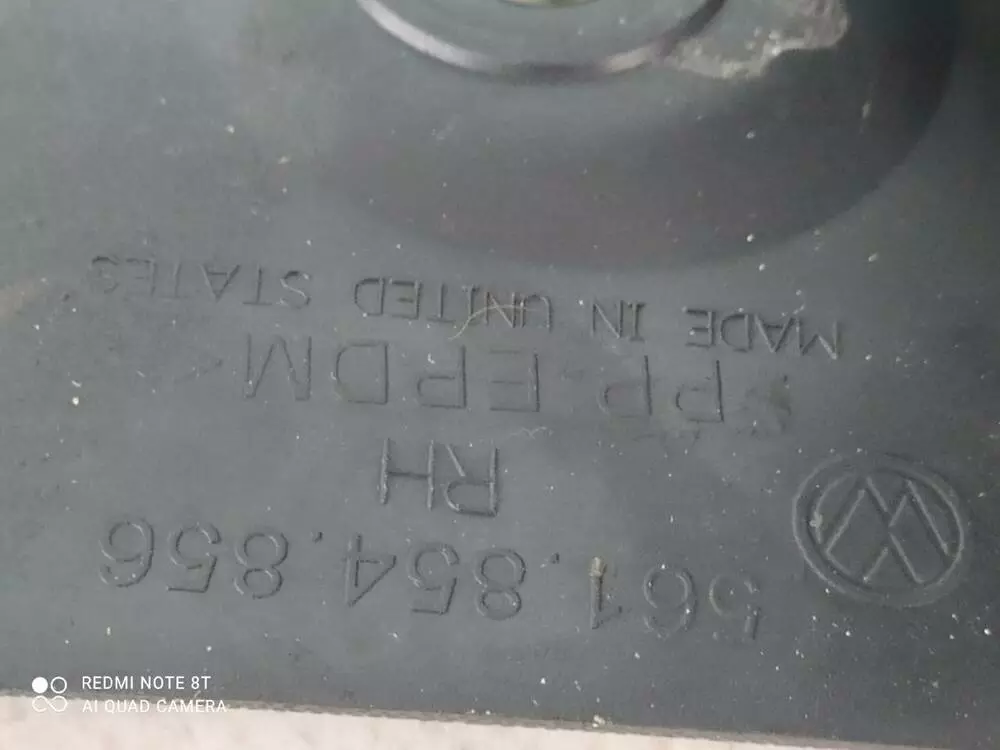 561.854.856
RH
>PP.EPDM<
MADE IN UNITED STATES
REDMI NOTE 8T
AI QUAD CAMERA